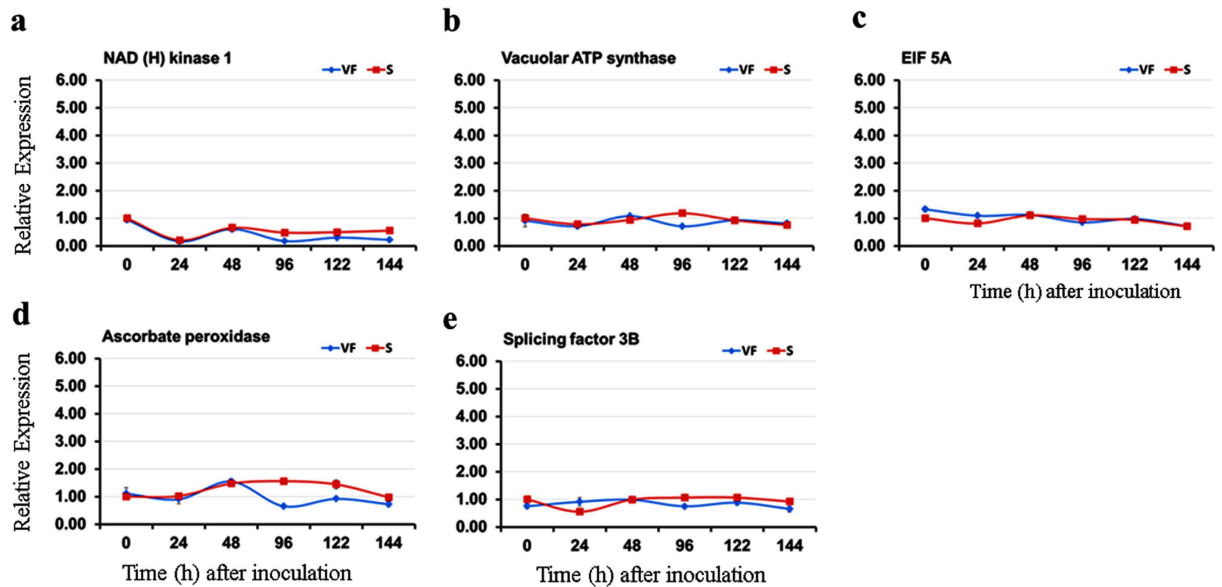 a
NAD (H) kinase 1
VF S
Relative Expression
6.00
5.00
4.00
3.00
2.00
1.00
0.00
0 24 48 96 122 144
b
Vacuolar ATP synthase
VF S
6.00
5.00
4.00
3.00
2.00
1.00
0.00
0 24 48 96 122 144
c
EIF 5A
VF S
6.00
5.00
4.00
3.00
2.00
1.00
0.00
0 24 48 96 122 144
Time (h) after inoculation
d
Ascorbate peroxidase
VF S
Relative Expression
6.00
5.00
4.00
3.00
2.00
1.00
0.00
0 24 48 96 122 144
Time (h) after inoculation
e
Splicing factor 3B
VF S
6.00
5.00
4.00
3.00
2.00
1.00
0.00
0 24 48 96 122 144
Time (h) after inoculation